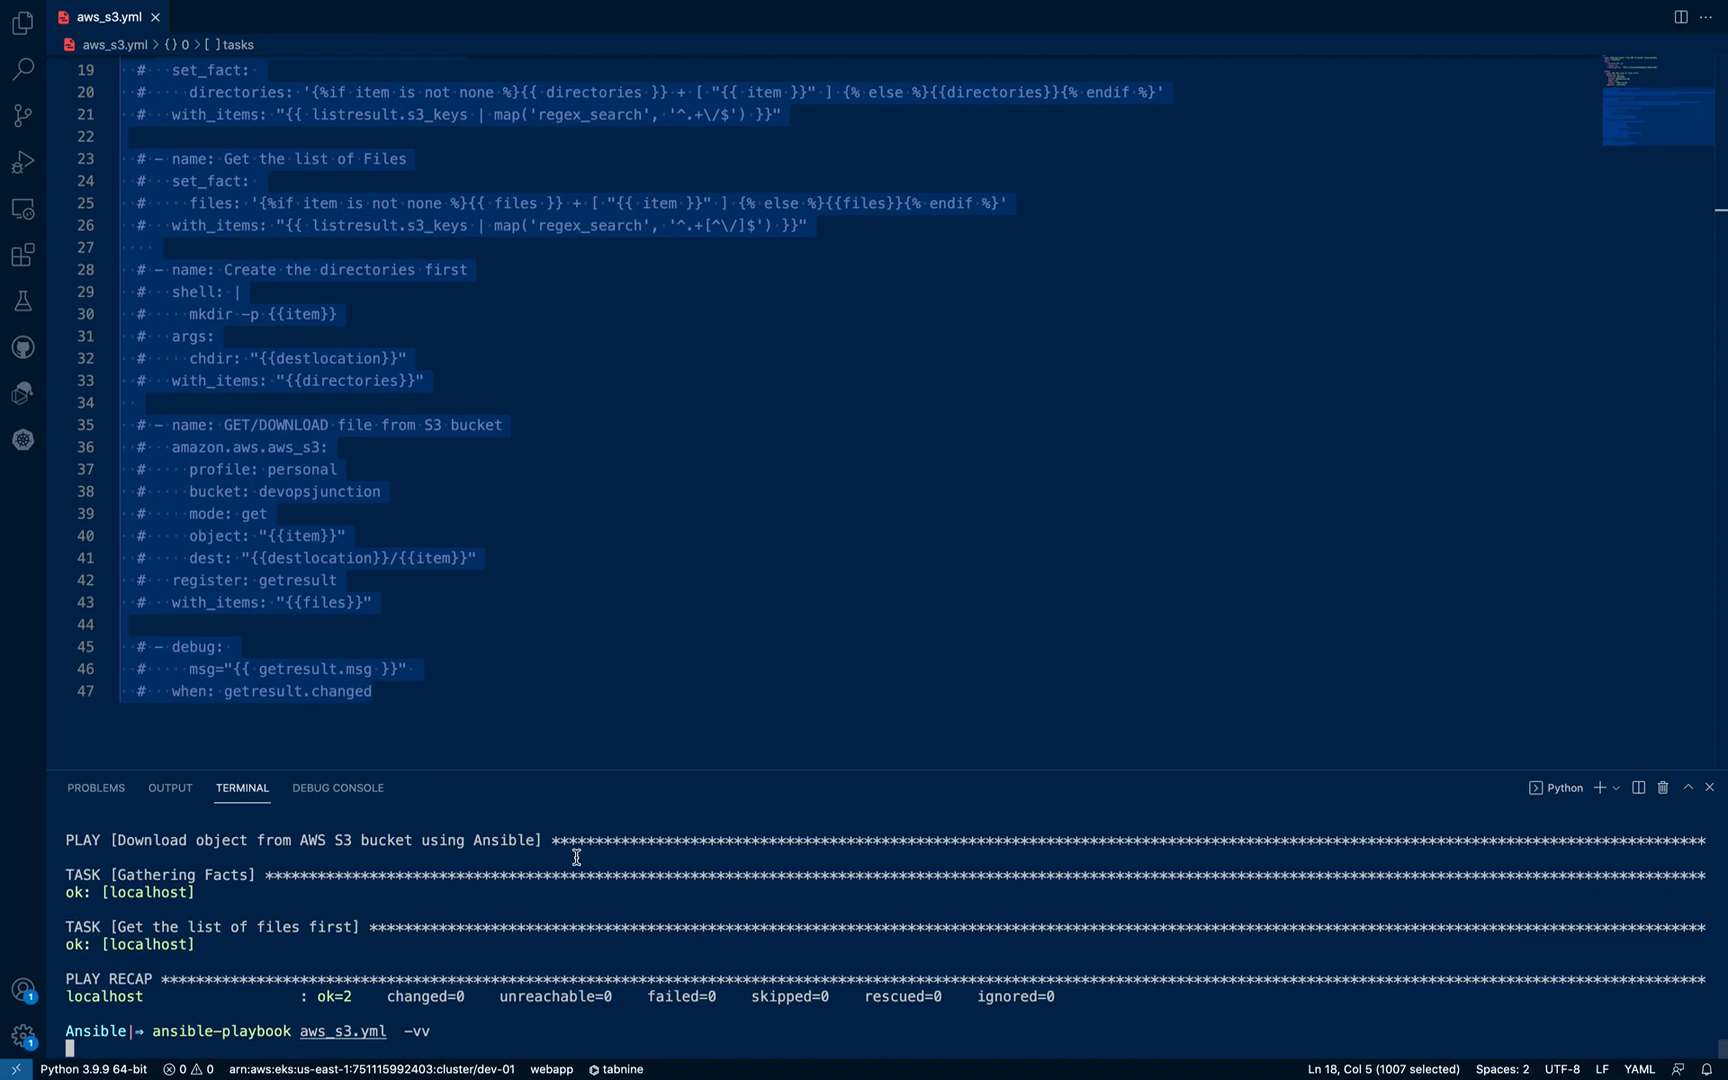 aws_s3.yml
aws_s3.yml > {} 0 > [ ] tasks
19 # set_fact:
20 # directories: '{%if item is not none %}{{ directories }} + [ "{{ item }}" ] {% else %}{{directories}}{% endif %}'
21 # with_items: "{{ listresult.s3_keys | map('regex_search', '^.+\/$') }}"
22
23 # - name: Get the list of Files
24 # set_fact:
25 # files: '{%if item is not none %}{{ files }} + [ "{{ item }}" ] {% else %}{{files}}{% endif %}'
26 # with_items: "{{ listresult.s3_keys | map('regex_search', '^.+[^\/]$') }}"
27
28 # - name: Create the directories first
29 # shell: |
30 # mkdir -p {{item}}
31 # args:
32 # chdir: "{{destlocation}}"
33 # with_items: "{{directories}}"
34
35 # - name: GET/DOWNLOAD file from S3 bucket
36 # amazon.aws.aws_s3:
37 # profile: personal
38 # bucket: devopsjunction
39 # mode: get
40 # object: "{{item}}"
41 # dest: "{{destlocation}}/{{item}}"
42 # register: getresult
43 # with_items: "{{files}}"
44
45 # - debug:
46 # msg="{{ getresult.msg }}"
47 # when: getresult.changed
PROBLEMS OUTPUT TERMINAL DEBUG CONSOLE Python
PLAY [Download object from AWS S3 bucket using Ansible] ************************************************************************************************************************************
TASK [Gathering Facts] *********************************************************************************************************************************************************************
ok: [localhost]
TASK [Get the list of files first] *********************************************************************************************************************************************************
ok: [localhost]
PLAY RECAP *********************************************************************************************************************************************************************************
localhost : ok=2 changed=0 unreachable=0 failed=0 skipped=0 rescued=0 ignored=0
Ansible|⇒ ansible-playbook aws_s3.yml -vv
1
1
Python 3.9.9 64-bit 0 0 arn:aws:eks:us-east-1:751115992403:cluster/dev-01 webapp tabnine Ln 18, Col 5 (1007 selected) Spaces: 2 UTF-8 LF YAML